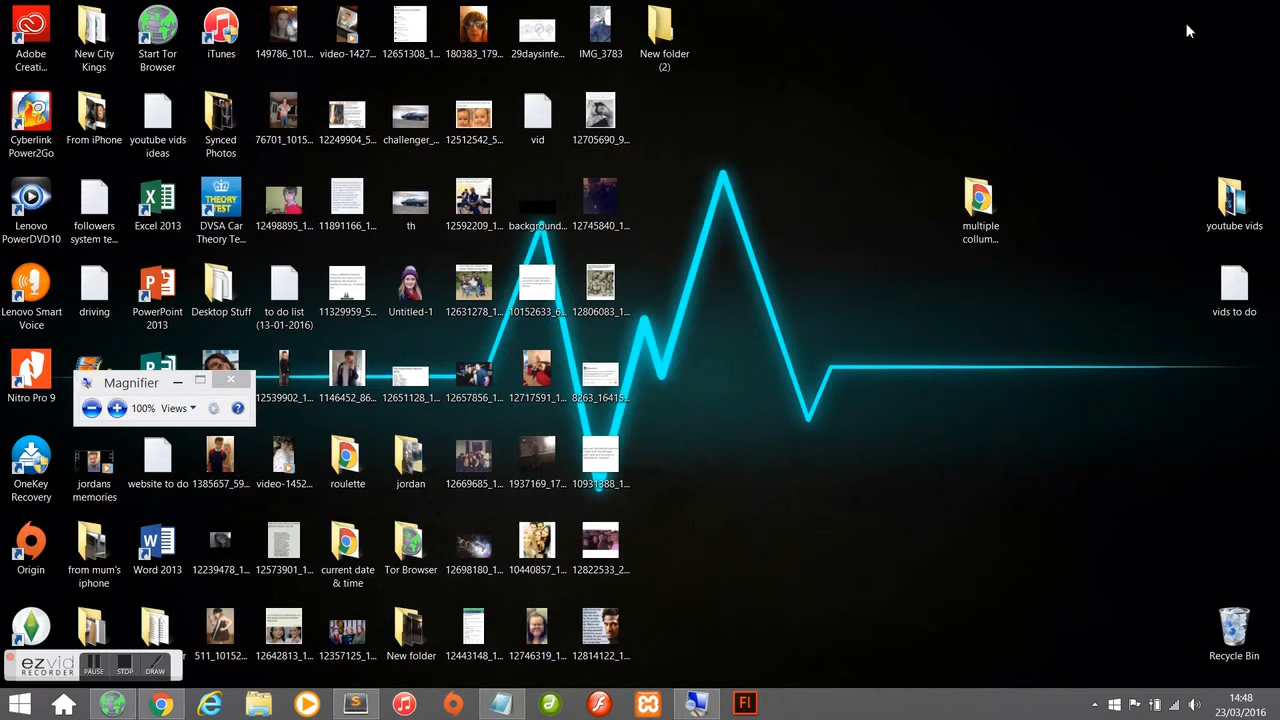 Adobe Creati...
New City Kings
Start Tor Browser
iTunes
149786_101...
video-1427...
12651308_1...
180383_179...
29daysinfe...
IMG_3783
New folder (2)
Cyberlink Power2Go
From iPhone
youtube vids ideas
Synced Photos
76701_1015...
12249904_5...
challenger_...
12512542_5...
vid
12705690_9...
Lenovo PowerDVD10
followers system te...
Excel 2013
THEORY TEST
DVSA Car Theory Te...
12498895_1...
11891166_1...
th
12592209_1...
background...
12745840_1...
multiple collum...
youtube vids
Lenovo Smart Voice
driving
PowerPoint 2013
Desktop Stuff
to do list (13-01-2016)
11329959_5...
Untitled-1
12631278_1...
10152633_6...
12806083_1...
vids to do
Nitro Pro 9
Magnifier
100% Views
12539902_1...
1146452_86...
12651128_1...
12657856_1...
12717591_1...
8263_16415...
OneKey Recovery
jordans memories
website to do
1385657_59...
video-1452...
roulette
jordan
12669685_1...
1937169_17...
10931388_1...
Origin
from mum's iphone
Word 2013
12239478_1...
12573901_1...
current date & time
Tor Browser
12698180_1...
10440857_1...
12822533_2...
ezvid RECORDER
PAUSE
STOP
DRAW
511_10152...
12642813_1...
12357125_1...
New folder
12443148_1...
12746319_1...
12814122_1...
Recycle Bin
14:48
22/03/2016